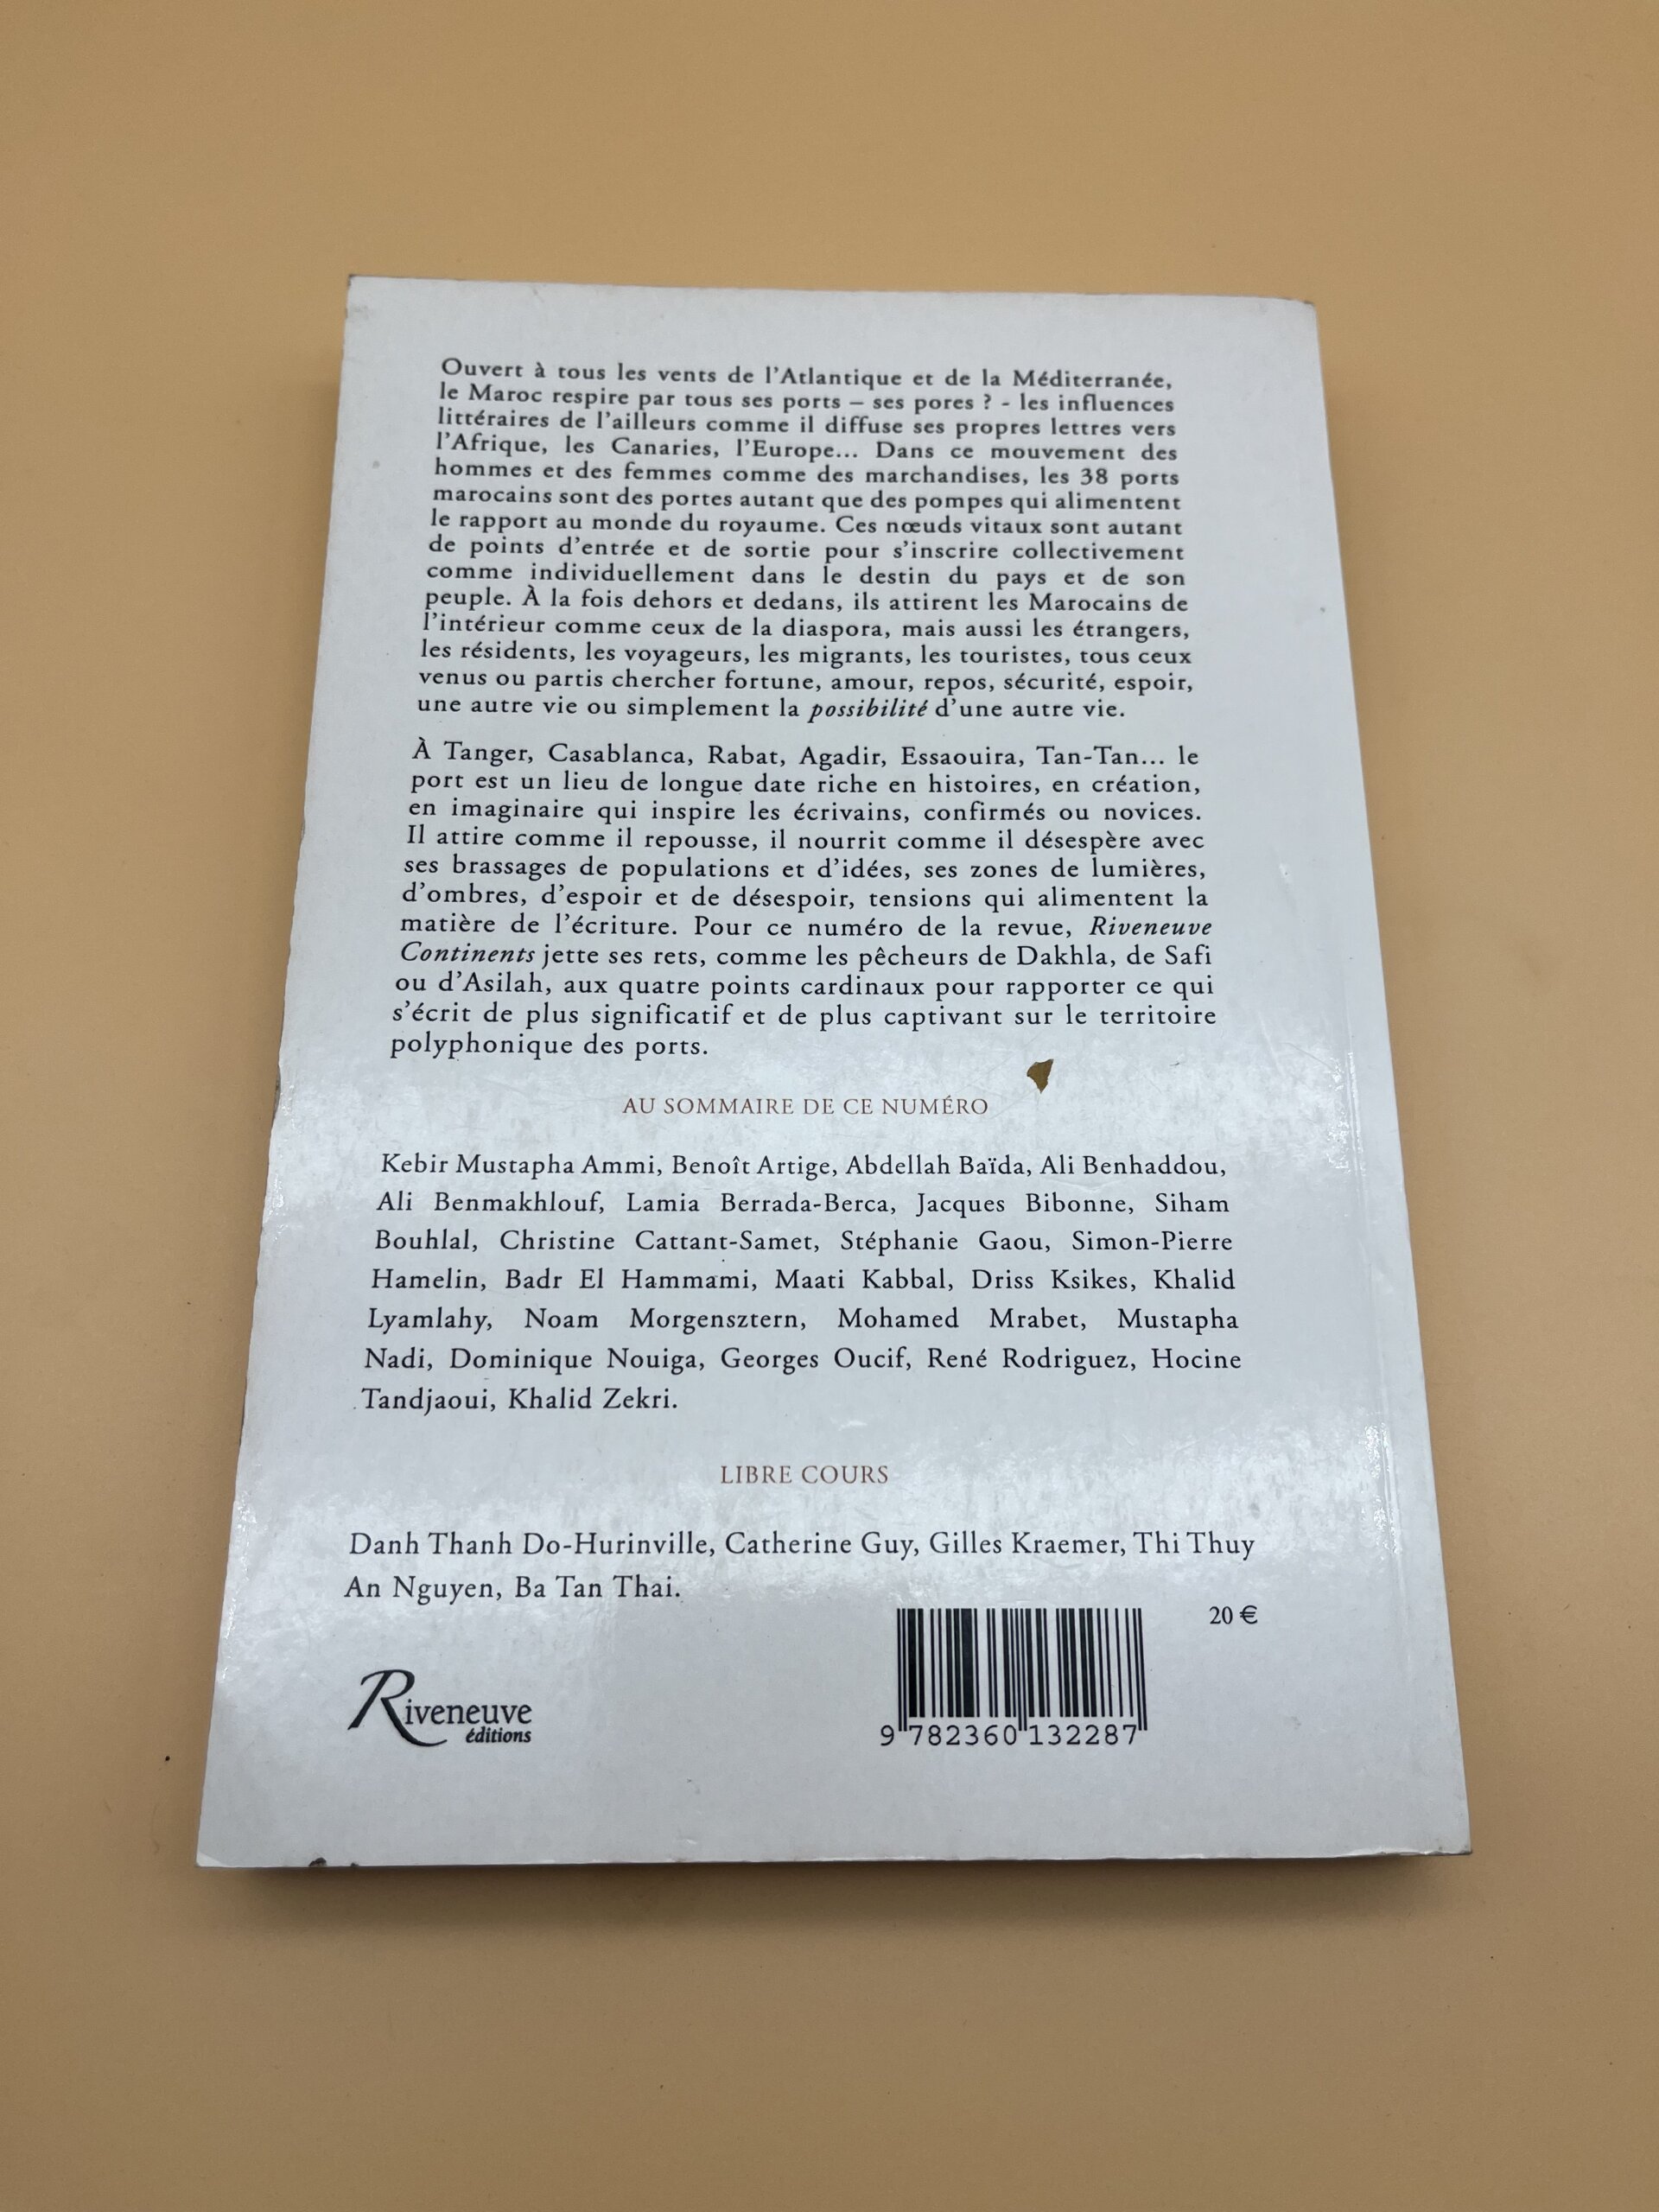 Ouvert à tous les vents de l'Atlantique et de la Méditerranée,
le Maroc respire par tous ses ports – ses pores ? - les influences
littéraires de l'ailleurs comme il diffuse ses propres lettres vers
l'Afrique, les Canaries, l'Europe... Dans ce mouvement des
hommes et des femmes comme des marchandises, les 38 ports
marocains sont des portes autant que des pompes qui alimentent
le rapport au monde du royaume. Ces nœuds vitaux sont autant
de points d'entrée et de sortie pour s'inscrire collectivement
comme individuellement dans le destin du pays et de son
peuple. À la fois dehors et dedans, ils attirent les Marocains de
l'intérieur comme ceux de la diaspora, mais aussi les étrangers,
les résidents, les voyageurs, les migrants, les touristes, tous ceux
venus ou partis chercher fortune, amour, repos, sécurité, espoir,
une autre vie ou simplement la possibilité d'une autre vie.
À Tanger, Casablanca, Rabat, Agadir, Essaouira, Tan-Tan... le
port est un lieu de longue date riche en histoires, en création,
en imaginaire qui inspire les écrivains, confirmés ou novices.
Il attire comme il repousse, il nourrit comme il désespère avec
ses brassages de populations et d'idées, ses zones de lumières,
d'ombres, d'espoir et de désespoir, tensions qui alimentent la
matière de l'écriture. Pour ce numéro de la revue, Riveneuve
Continents jette ses rets, comme les pêcheurs de Dakhla, de Safi
ou d'Asilah, aux quatre points cardinaux pour rapporter ce qui
s'écrit de plus significatif et de plus captivant sur le territoire
polyphonique des ports.
AU SOMMAIRE DE CE NUMÉRO
Kebir Mustapha Ammi, Benoît Artige, Abdellah Baïda, Ali Benhaddou,
Ali Benmakhlouf, Lamia Berrada-Berca, Jacques Bibonne, Siham
Bouhlal, Christine Cattant-Samet, Stéphanie Gaou, Simon-Pierre
Hamelin, Badr El Hammami, Maati Kabbal, Driss Ksikes, Khalid
Lyamlahy, Noam Morgensztern, Mohamed Mrabet, Mustapha
Nadi, Dominique Nouiga, Georges Oucif, René Rodriguez, Hocine
Tandjaoui, Khalid Zekri.
LIBRE COURS
Danh Thanh Do-Hurinville, Catherine Guy, Gilles Kraemer, Thi Thuy
An Nguyen, Ba Tan Thai.
20 €
Riveneuve
éditions
9 782360 132287